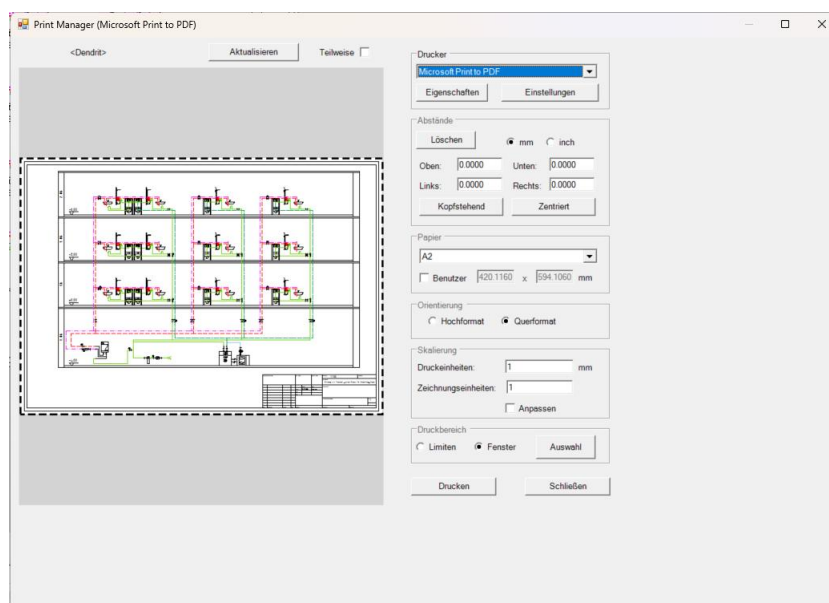 Print Manager (Microsoft Print to PDF)
<Dendrit>
Aktualisieren
Teilweise
Drucker
Microsoft Print to PDF
Eigenschaften
Einstellungen
Abstände
Löschen
mm
inch
Oben: 0.0000 Unten: 0.0000
Links: 0.0000 Rechts: 0.0000
Kopfstehend
Zentriert
Papier
A2
Benutzer 420.1160 x 594.1060 mm
Orientierung
Hochformat
Querformat
Skalierung
Druckeinheiten: 1 mm
Zeichnungseinheiten: 1
Anpassen
Druckbereich
Limiten
Fenster
Auswahl
Drucken
Schließen